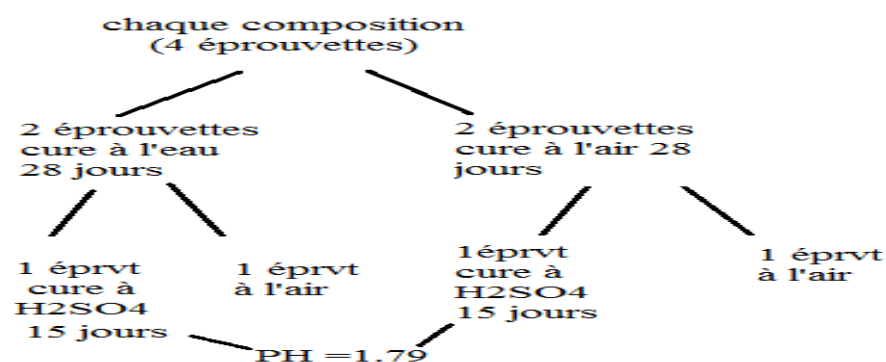 chaque composition
(4 éprouvettes)
2 éprouvettes
cure à l'eau
28 jours
2 éprouvettes
cure à l'air 28
jours
1 éprvt
cure à
H2SO4
15 jours
1 éprvt
à l'air
1éprvt
cure à
H2SO4
15 jours
1 éprvt
à l'air
PH =1.79